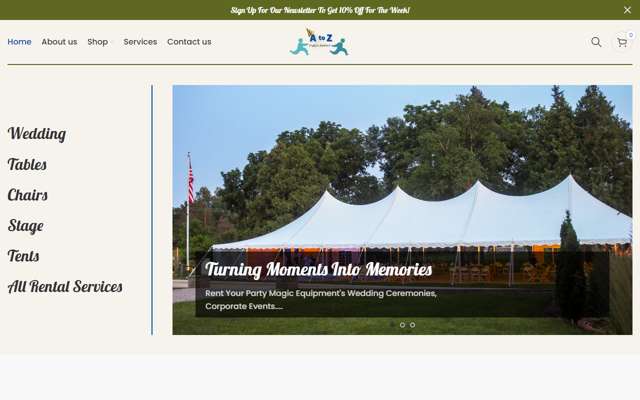 Sign Up For Our Newsletter To Get 10% Off For The Week!
Home
About us
Shop
Services
Contact us
A to Z
0
Wedding
Tables
Chairs
Stage
Tents
All Rental Services
Turning Moments Into Memories
Rent Your Party Magic Equipment's Wedding Ceremonies,
Corporate Events....